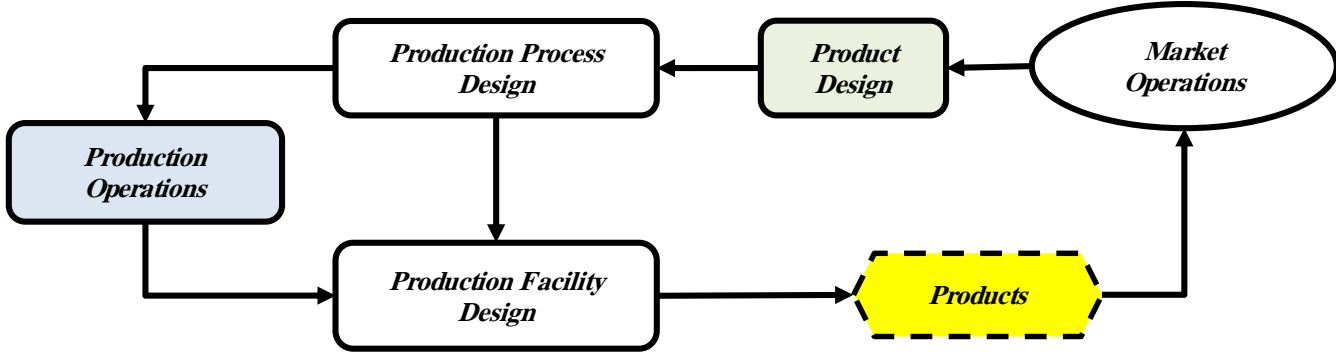 Production Process
Design
Product
Design
Market
Operations
Production
Operations
Production Facility
Design
Products